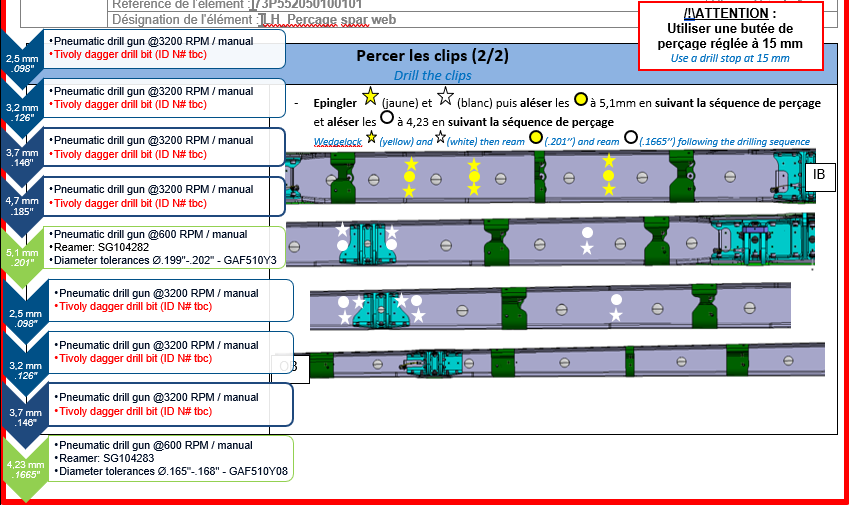 Référence de l'élément : J73P552050100101
Désignation de l'élément : LH Perçage spar web
/!\ATTENTION :
Utiliser une butée de
perçage réglée à 15 mm
Use a drill stop at 15 mm
Percer les clips (2/2)
Drill the clips
- Epingler (jaune) et (blanc) puis aléser les à 5,1mm en suivant la séquence de perçage
et aléser les à 4,23 en suivant la séquence de perçage
Wedgelock (yellow) and (white) then ream (.201’’) and ream (.1665’’) following the drilling sequence
IB
2,5 mm
.098"
•Pneumatic drill gun @3200 RPM / manual
•Tivoly dagger drill bit (ID N# tbc)
3,2 mm
.126"
•Pneumatic drill gun @3200 RPM / manual
•Tivoly dagger drill bit (ID N# tbc)
3,7 mm
.146"
•Pneumatic drill gun @3200 RPM / manual
•Tivoly dagger drill bit (ID N# tbc)
4,7 mm
.185"
•Pneumatic drill gun @3200 RPM / manual
•Tivoly dagger drill bit (ID N# tbc)
5,1 mm
.201"
•Pneumatic drill gun @600 RPM / manual
•Reamer: SG104282
•Diameter tolerances Ø.199"-.202" - GAF510Y3
2,5 mm
.098"
•Pneumatic drill gun @3200 RPM / manual
•Tivoly dagger drill bit (ID N# tbc)
3,2 mm
.126"
•Pneumatic drill gun @3200 RPM / manual
•Tivoly dagger drill bit (ID N# tbc)
OB
3,7 mm
.146"
•Pneumatic drill gun @3200 RPM / manual
•Tivoly dagger drill bit (ID N# tbc)
4,23 mm
.1665"
•Pneumatic drill gun @600 RPM / manual
•Reamer: SG104283
•Diameter tolerances Ø.165"-.168" - GAF510Y08